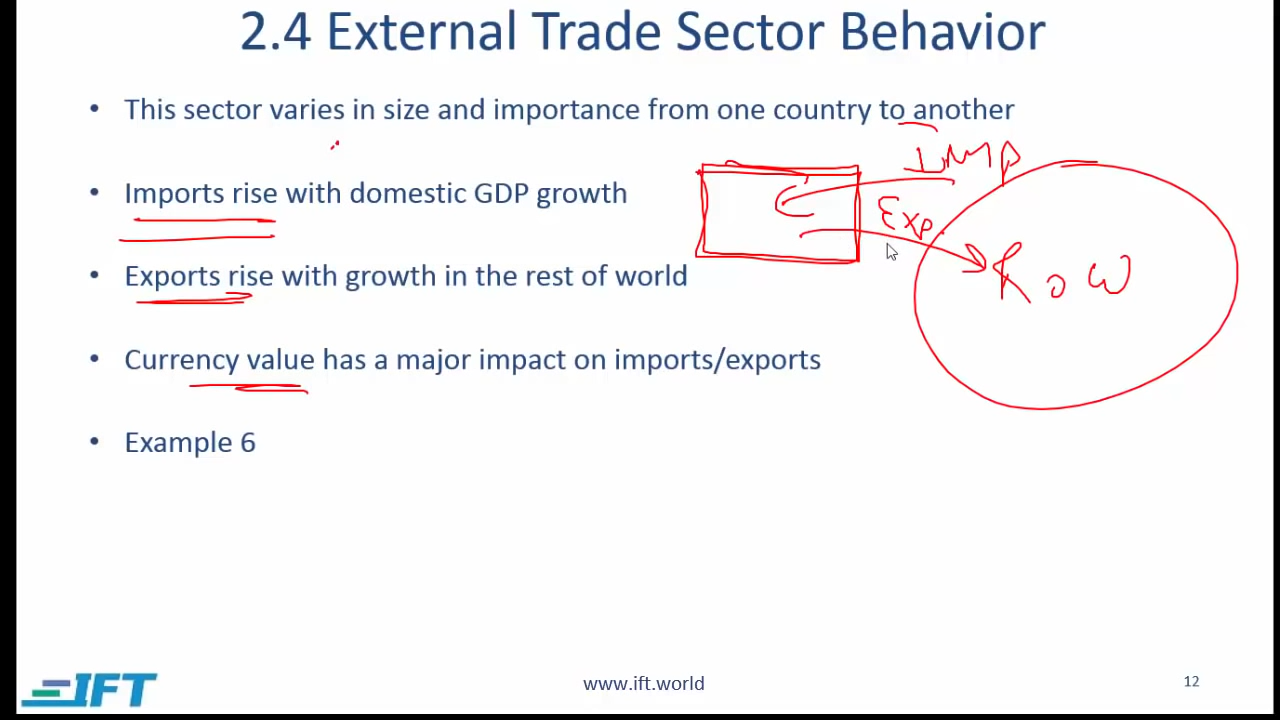 2.4 External Trade Sector Behavior
• This sector varies in size and importance from one country to another
Imp
• Imports rise with domestic GDP growth
Exp.
• Exports rise with growth in the rest of world
RoW
• Currency value has a major impact on imports/exports
• Example 6
IFT
www.ift.world
12